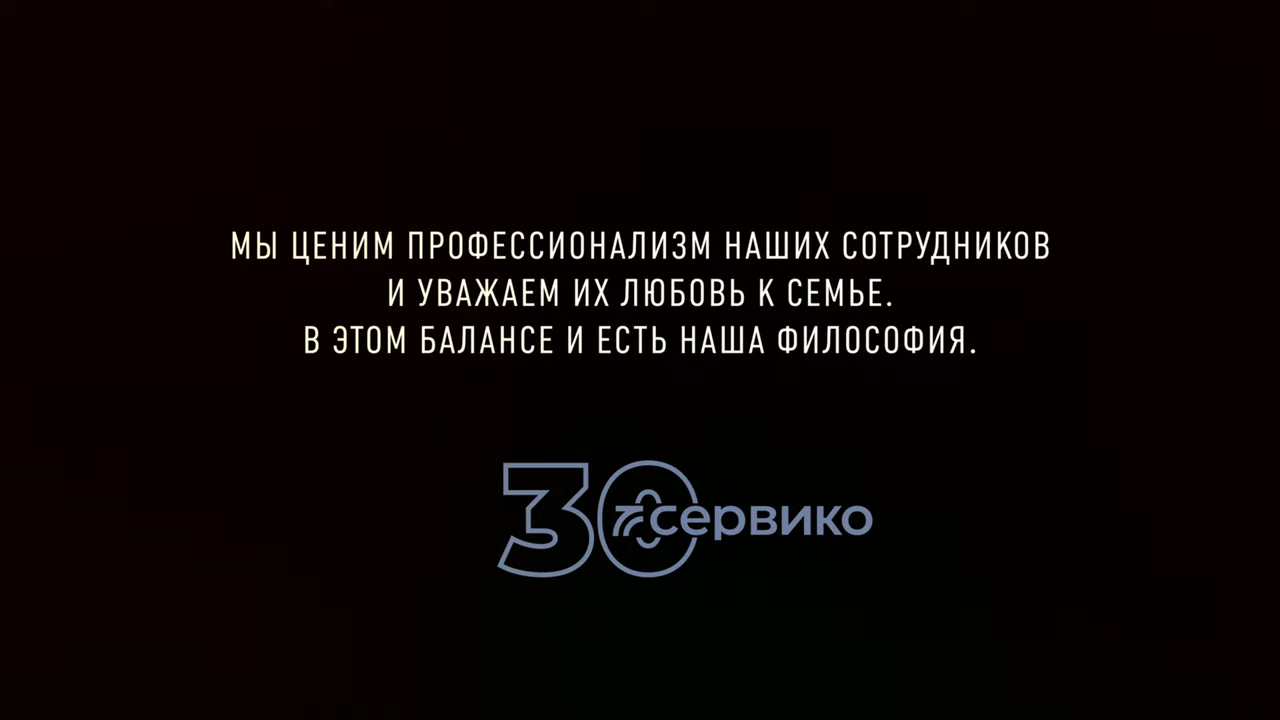 МЫ ЦЕНИМ ПРОФЕССИОНАЛИЗМ НАШИХ СОТРУДНИКОВ
И УВАЖАЕМ ИХ ЛЮБОВЬ К СЕМЬЕ.
В ЭТОМ БАЛАНСЕ И ЕСТЬ НАША ФИЛОСОФИЯ.
30 сервико